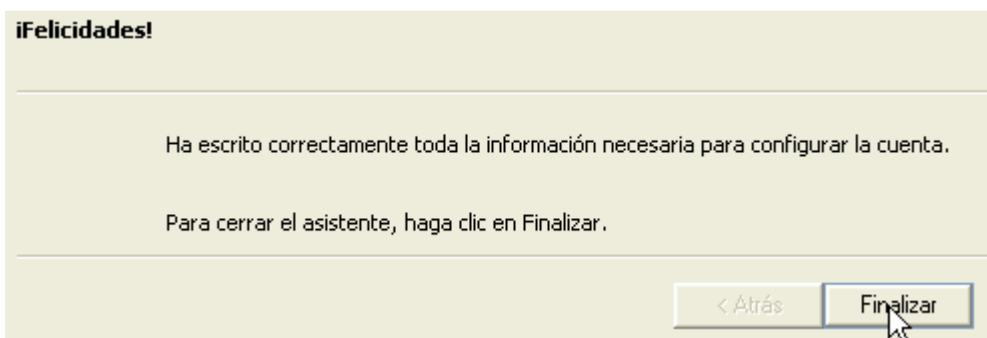 ¡Felicidades!
Ha escrito correctamente toda la información necesaria para configurar la cuenta.
Para cerrar el asistente, haga clic en Finalizar.
< Atrás
Finalizar